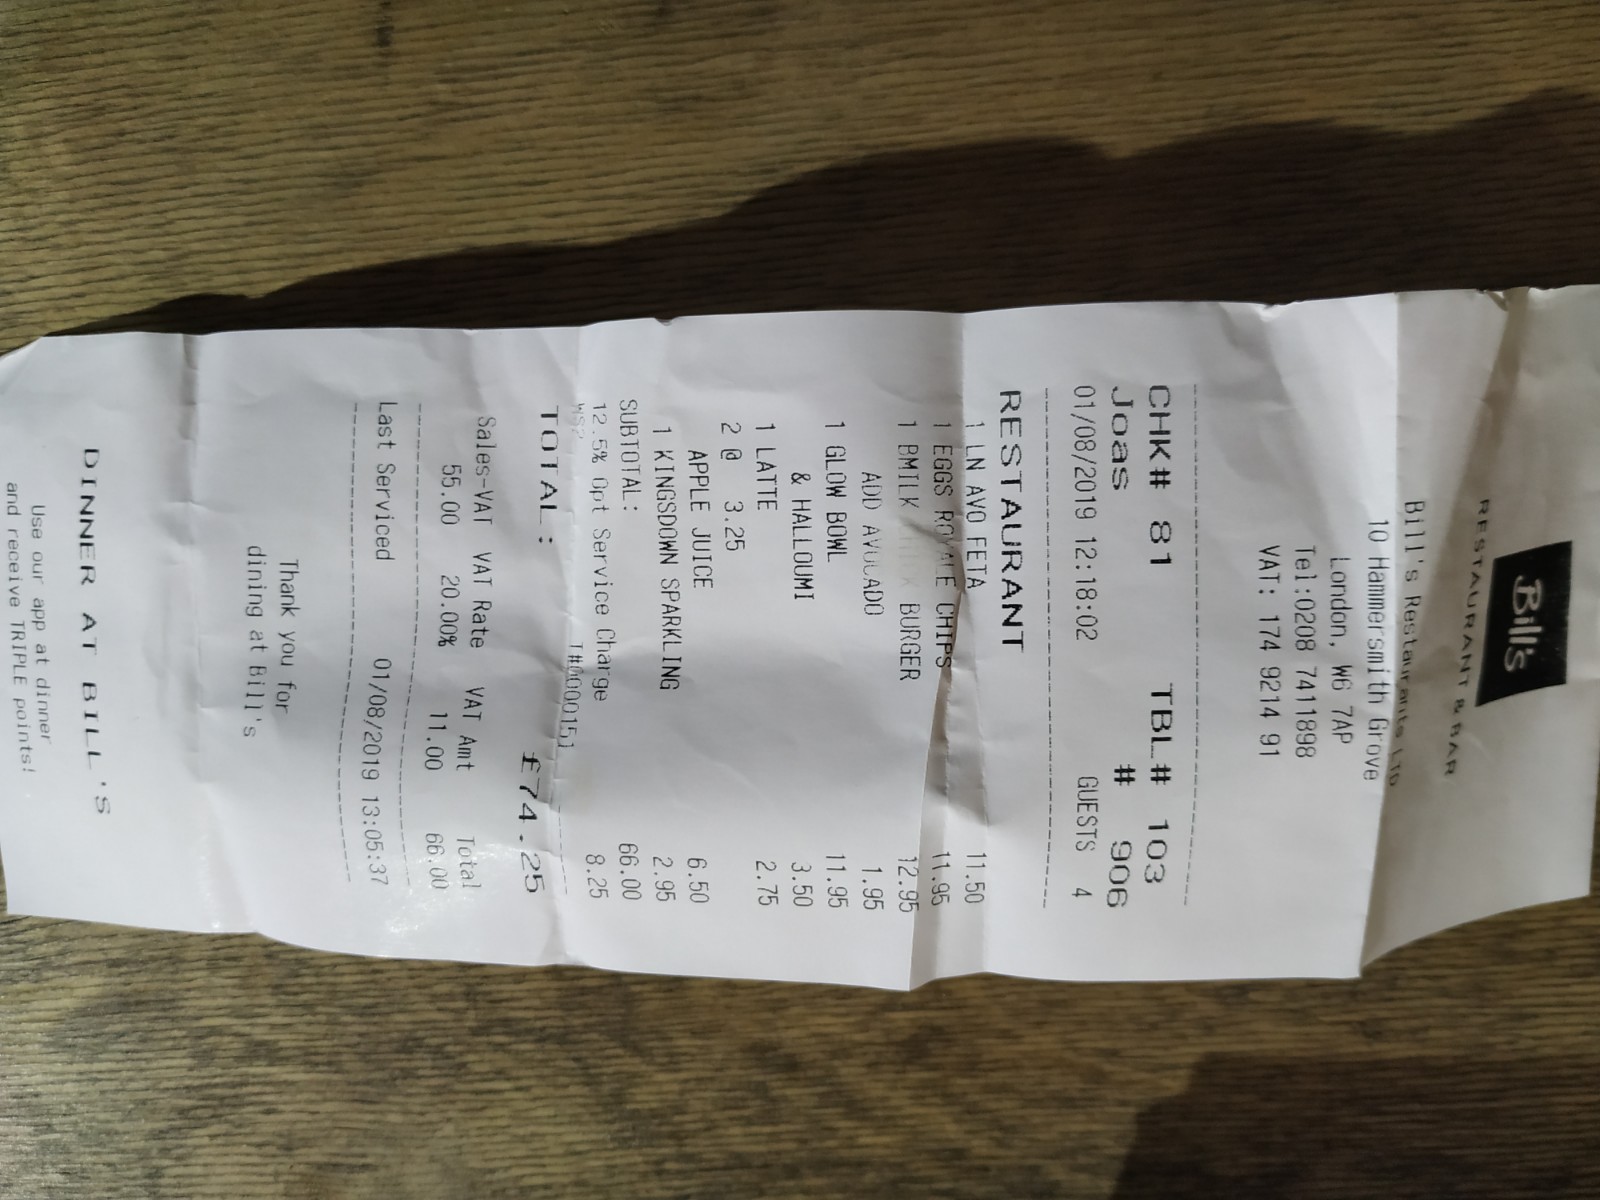 Bill's
RESTAURANT & BAR
Bill's Restaurants LTD
10 Hammersmith Grove
London, W6 7AP
Tel:0208 7411898
VAT: 174 9214 91
CHK# 81 TBL# 103
Joas # 906
01/08/2019 12:18:02 GUESTS 4
RESTAURANT
1 LN AVO FETA 11.50
1 EGGS ROYALE CHIPS 11.95
1 BMILK BURGER 12.95
ADD AVOCADO 1.95
1 GLOW BOWL 11.95
& HALLOUMI 3.50
1 LATTE 2.75
2 @ 3.25
APPLE JUICE 6.50
1 KINGSDOWN SPARKLING 2.95
SUBTOTAL: 66.00
12.5% Opt Service Charge 8.25
TOTAL: £74.25
Sales-VAT VAT Rate VAT Amt Total
55.00 20.00% 11.00 66.00
Last Serviced 01/08/2019 13:05:37
Thank you for
dining at Bill's
DINNER AT BILL'S
Use our app at dinner
and receive TRIPLE points!